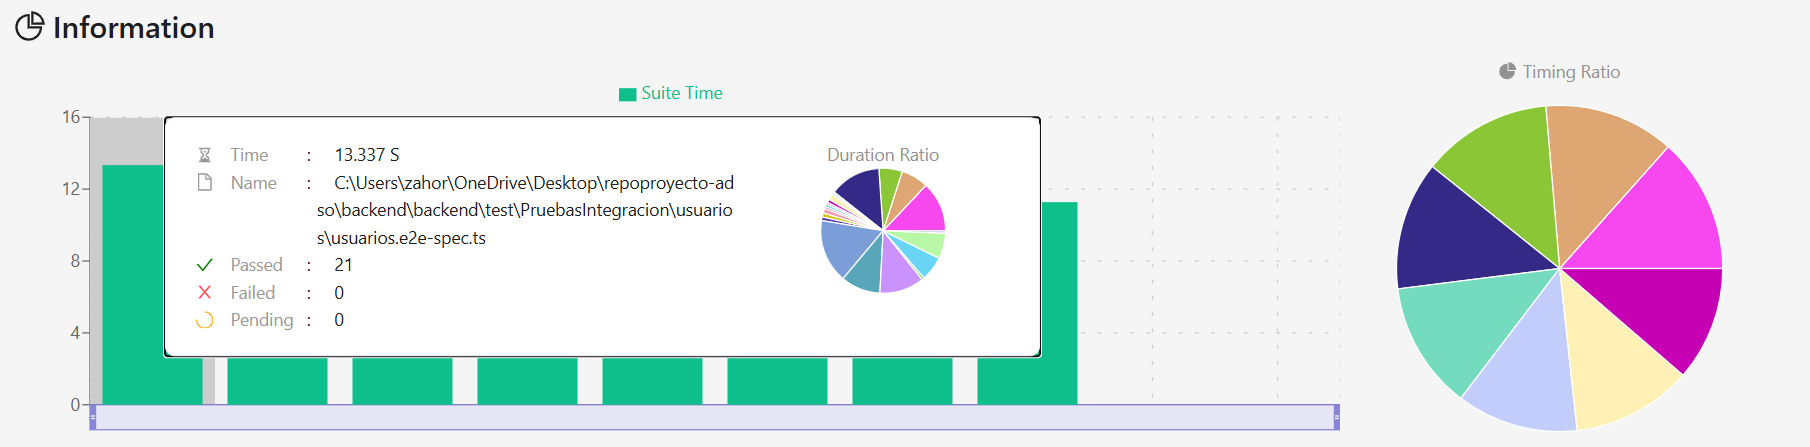 Information
Timing Ratio
Suite Time
16
12
8
4
0
Time : 13.337 S
Name : C:\Users\zahor\OneDrive\Desktop\repoproyecto-ad
so\backend\backend\test\PruebasIntegracion\usuario
s\usuarios.e2e-spec.ts
Passed : 21
Failed : 0
Pending : 0
Duration Ratio